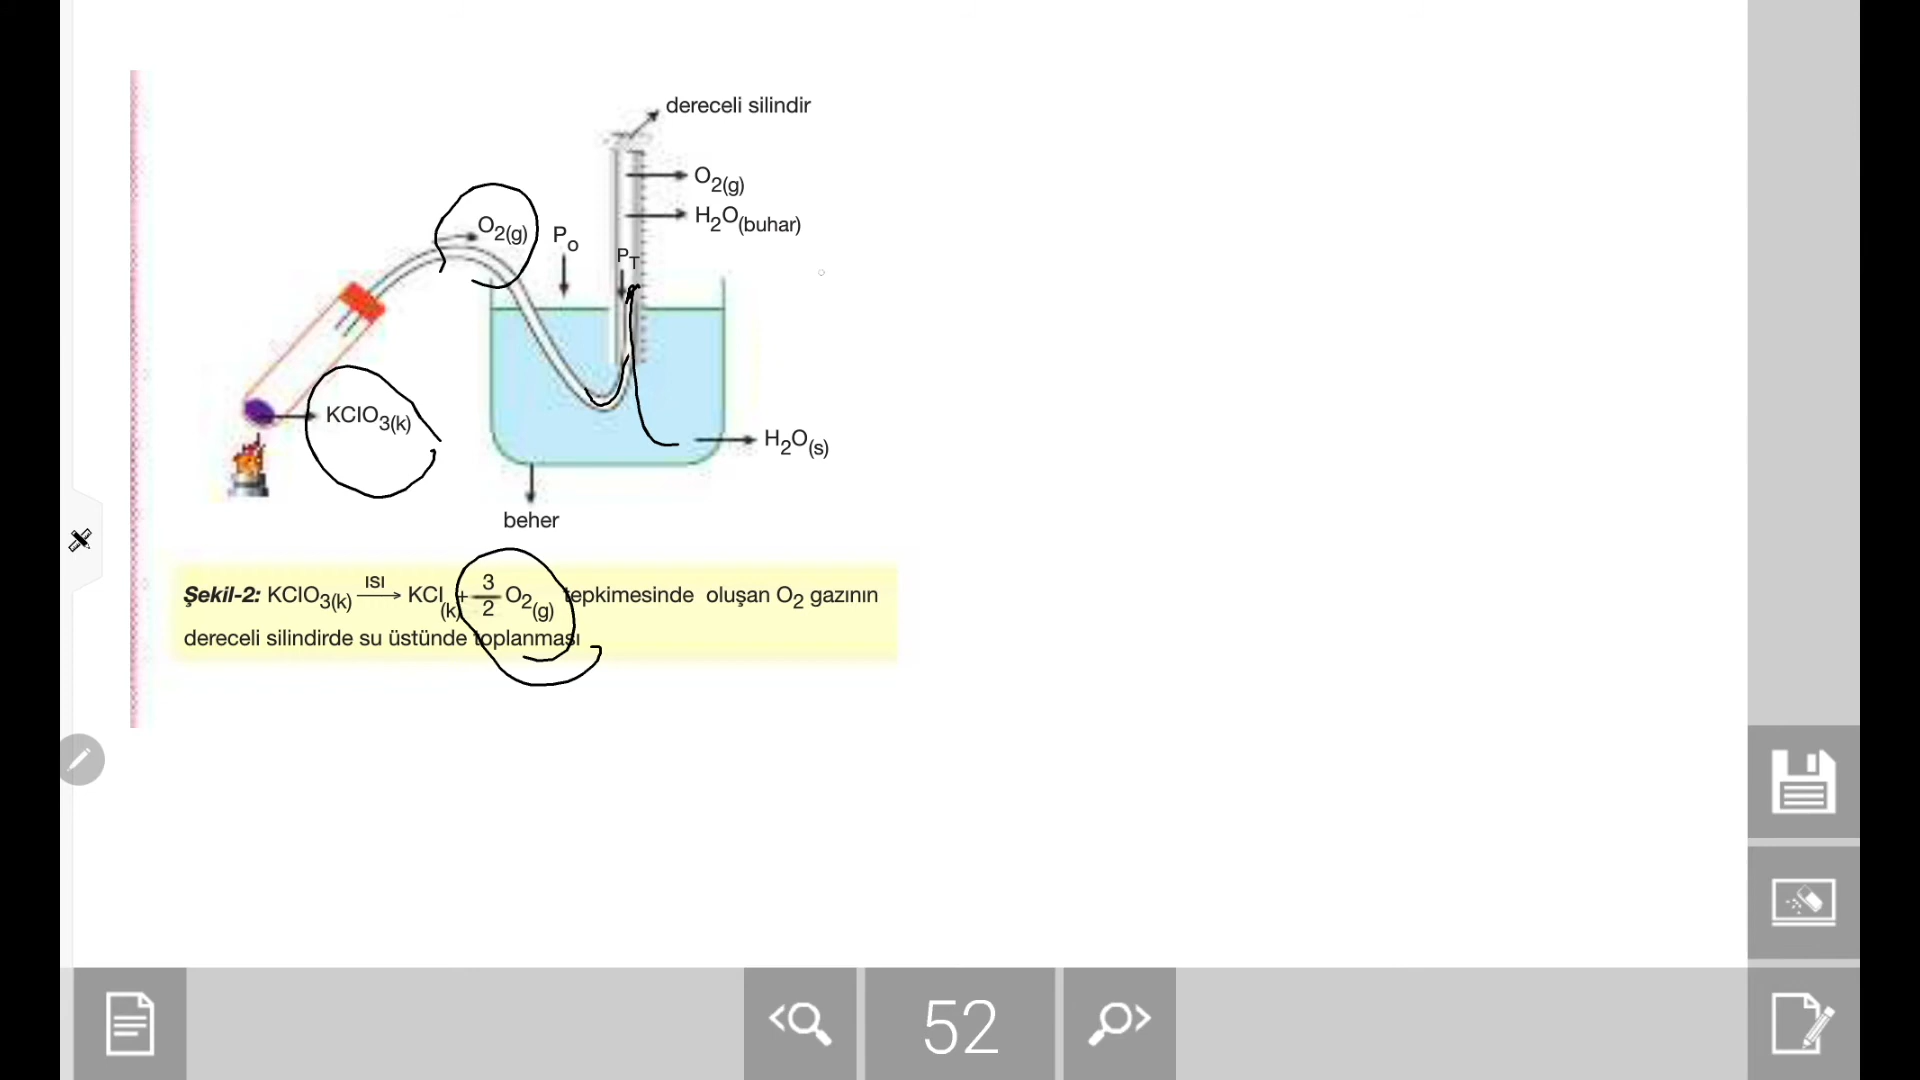 dereceli silindir
O2(g)
H2O(buhar)
O2(g)
Po
PT
KClO3(k)
H2O(s)
beher
Şekil-2: KClO3(k) ısı → KCl(k) + 3/2 O2(g) tepkimesinde oluşan O2 gazının
dereceli silindirde su üstünde toplanması
52